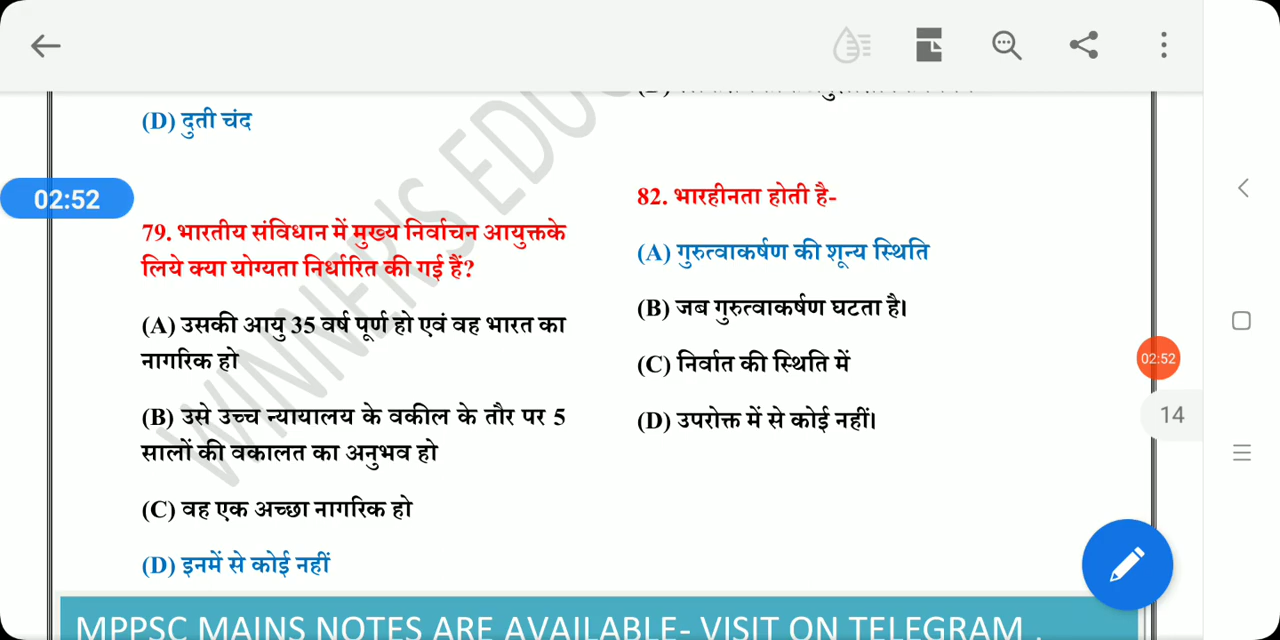 (D) दुती चंद
02:52
79. भारतीय संविधान में मुख्य निर्वाचन आयुक्तके
लिये क्या योग्यता निर्धारित की गई हैं?
(A) उसकी आयु 35 वर्ष पूर्ण हो एवं वह भारत का
नागरिक हो
(B) उसे उच्च न्यायालय के वकील के तौर पर 5
सालों की वकालत का अनुभव हो
(C) वह एक अच्छा नागरिक हो
(D) इनमें से कोई नहीं
82. भारहीनता होती है-
(A) गुरुत्वाकर्षण की शून्य स्थिति
(B) जब गुरुत्वाकर्षण घटता है।
(C) निर्वात की स्थिति में
(D) उपरोक्त में से कोई नहीं।
02:52
14
WINNER'S EDU
MPPSC MAINS NOTES ARE AVAILABLE- VISIT ON TELEGRAM .